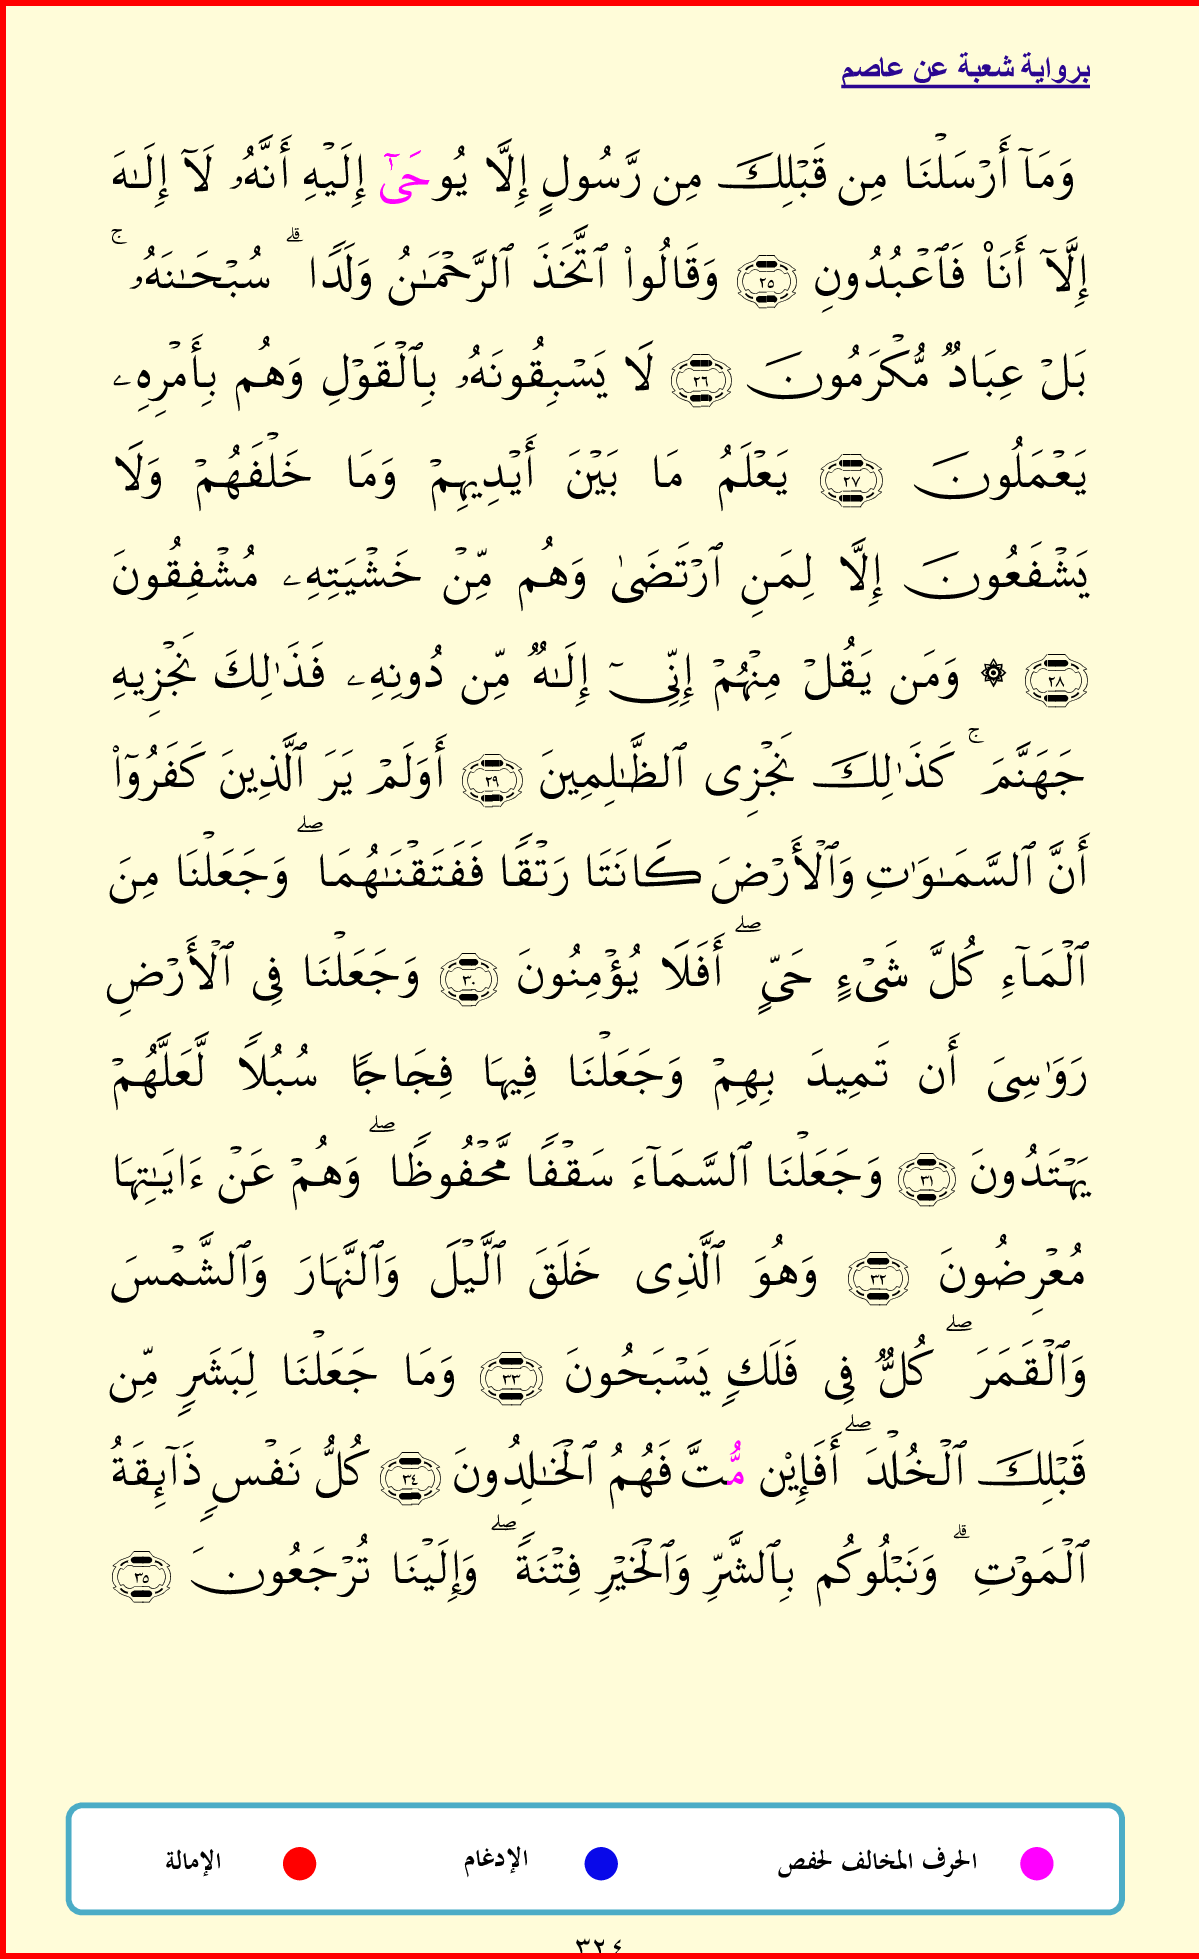 برواية شعبة عن عاصم
وَمَآ أَرۡسَلۡنَا مِن قَبۡلِكَ مِن رَّسُولٍ إِلَّا يُوحَىٰٓ إِلَيۡهِ أَنَّهُۥ لَآ إِلَٰهَ
إِلَّآ أَنَا۠ فَٱعۡبُدُونِ ٢٥ وَقَالُواْ ٱتَّخَذَ ٱلرَّحۡمَٰنُ وَلَدٗاۗ سُبۡحَٰنَهُۥۚ
بَلۡ عِبَادٞ مُّكۡرَمُونَ ٢٦ لَا يَسۡبِقُونَهُۥ بِٱلۡقَوۡلِ وَهُم بِأَمۡرِهِۦ
يَعۡمَلُونَ ٢٧ يَعۡلَمُ مَا بَيۡنَ أَيۡدِيهِمۡ وَمَا خَلۡفَهُمۡ وَلَا
يَشۡفَعُونَ إِلَّا لِمَنِ ٱرۡتَضَىٰ وَهُم مِّنۡ خَشۡيَتِهِۦ مُشۡفِقُونَ
٢٨ ۞ وَمَن يَقُلۡ مِنۡهُمۡ إِنِّيٓ إِلَٰهٞ مِّن دُونِهِۦ فَذَٰلِكَ نَجۡزِيهِ
جَهَنَّمَۚ كَذَٰلِكَ نَجۡزِي ٱلظَّٰلِمِينَ ٢٩ أَوَلَمۡ يَرَ ٱلَّذِينَ كَفَرُوٓاْ
أَنَّ ٱلسَّمَٰوَٰتِ وَٱلۡأَرۡضَ كَانَتَا رَتۡقٗا فَفَتَقۡنَٰهُمَاۖ وَجَعَلۡنَا مِنَ
ٱلۡمَآءِ كُلَّ شَيۡءٍ حَيٍّۖ أَفَلَا يُؤۡمِنُونَ ٣٠ وَجَعَلۡنَا فِي ٱلۡأَرۡضِ
رَوَٰسِيَ أَن تَمِيدَ بِهِمۡ وَجَعَلۡنَا فِيهَا فِجَاجٗا سُبُلٗا لَّعَلَّهُمۡ
يَهۡتَدُونَ ٣١ وَجَعَلۡنَا ٱلسَّمَآءَ سَقۡفٗا مَّحۡفُوظٗاۖ وَهُمۡ عَنۡ ءَايَٰتِهَا
مُعۡرِضُونَ ٣٢ وَهُوَ ٱلَّذِي خَلَقَ ٱلَّيۡلَ وَٱلنَّهَارَ وَٱلشَّمۡسَ
وَٱلۡقَمَرَۖ كُلّٞ فِي فَلَكٖ يَسۡبَحُونَ ٣٣ وَمَا جَعَلۡنَا لِبَشَرٖ مِّن
قَبۡلِكَ ٱلۡخُلۡدَۖ أَفَإِيْن مُّتَّ فَهُمُ ٱلۡخَٰلِدُونَ ٣٤ كُلُّ نَفۡسٖ ذَآئِقَةُ
ٱلۡمَوۡتِۗ وَنَبۡلُوكُم بِٱلشَّرِّ وَٱلۡخَيۡرِ فِتۡنَةٗۖ وَإِلَيۡنَا تُرۡجَعُونَ ٣٥
الحرف المخالف لحفص الإدغام الإمالة
٣٢٤